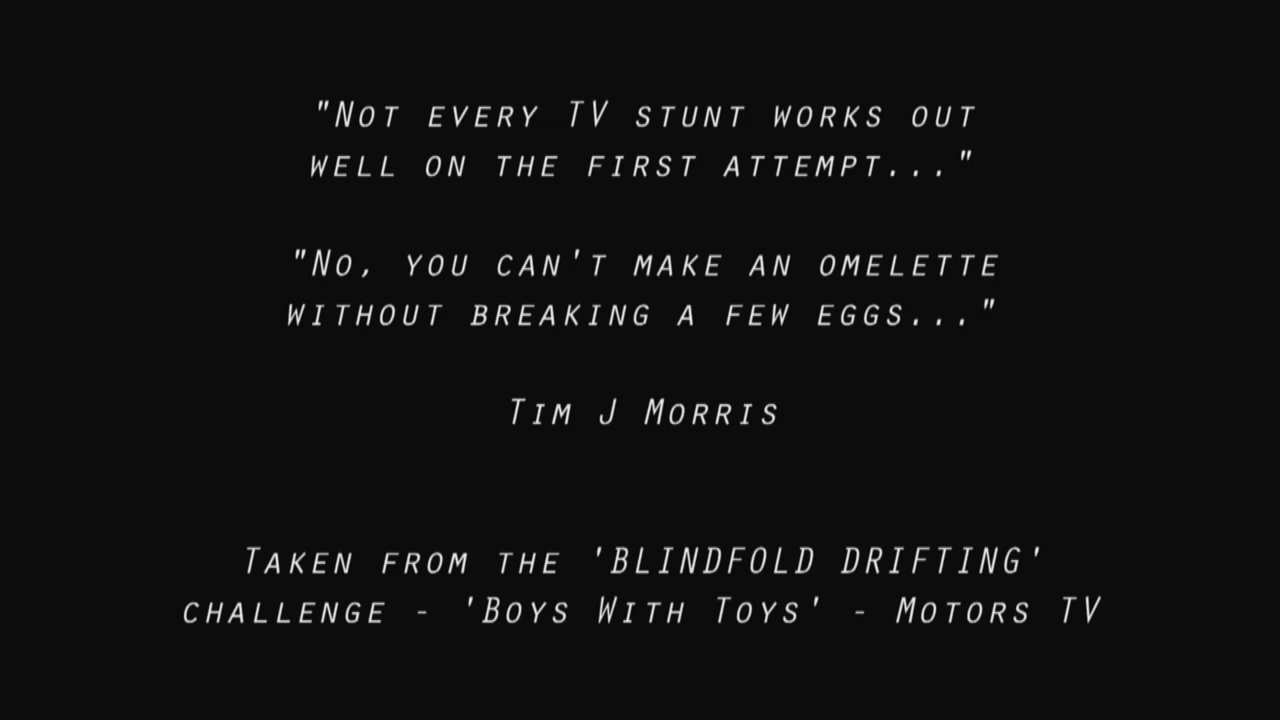 "Not every TV stunt works out
well on the first attempt..."
"No, you can't make an omelette
without breaking a few eggs..."
Tim J Morris
Taken from the 'BLINDFOLD DRIFTING'
challenge - 'Boys With Toys' - Motors TV